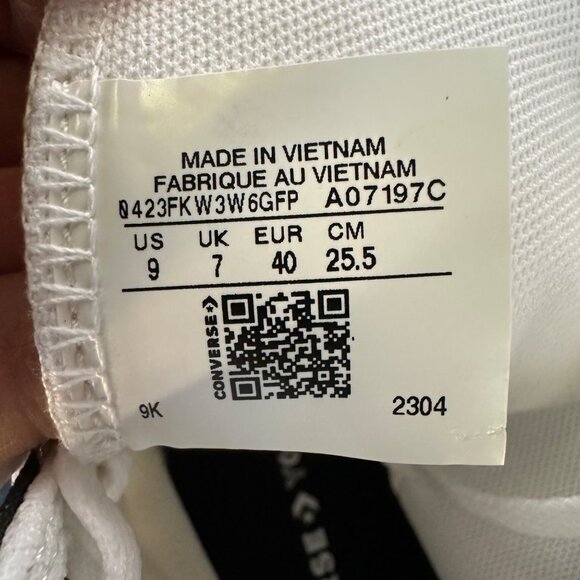 MADE IN VIETNAM
FABRIQUE AU VIETNAM
0423FKW3W6GFP A07197C
US UK EUR CM
9 7 40 25.5
CONVERSE
9K 2304